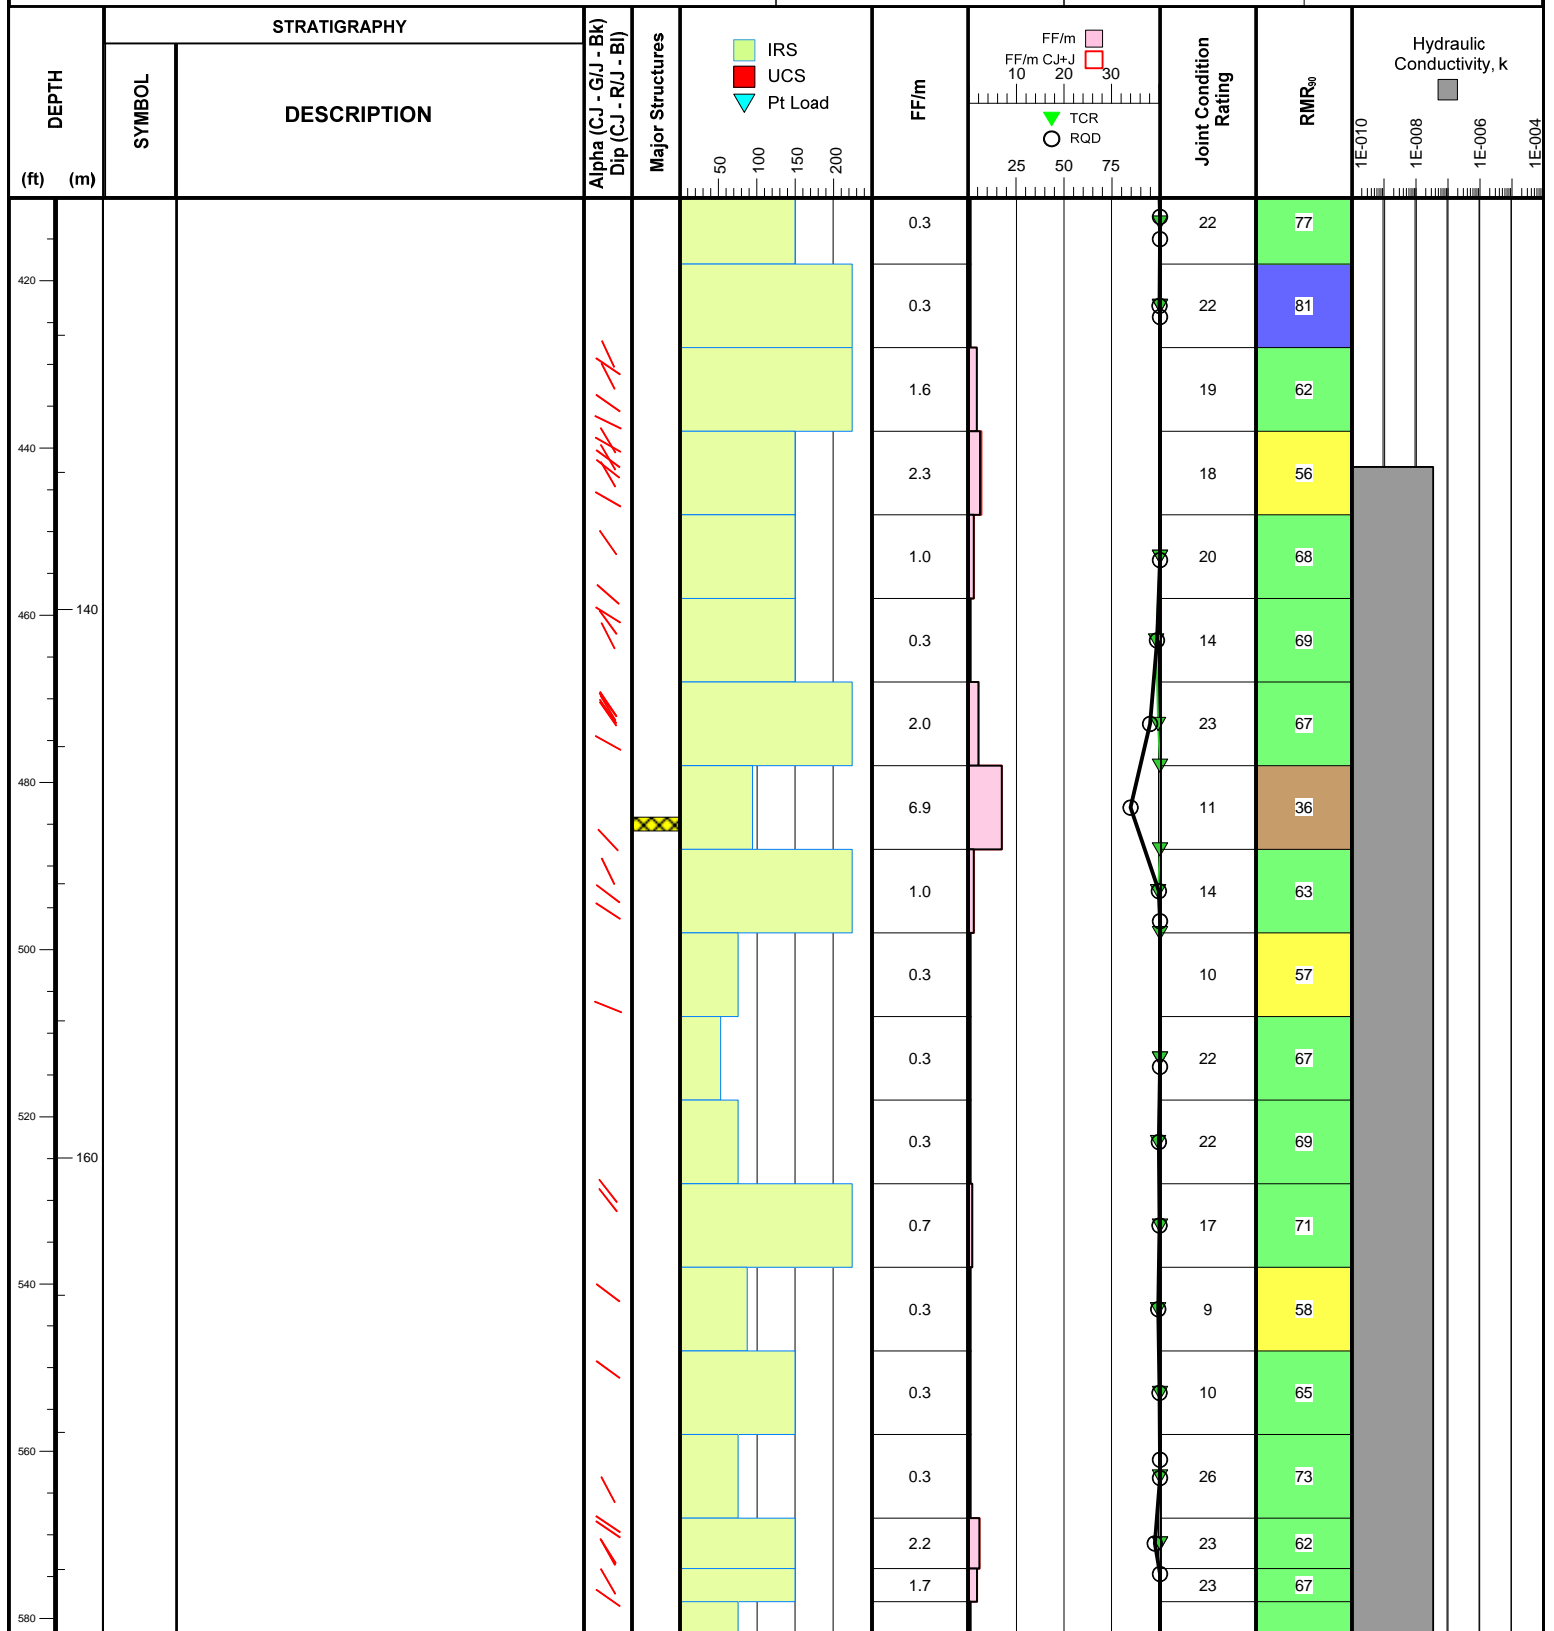 STRATIGRAPHY
DEPTH
(ft) (m)
SYMBOL
DESCRIPTION
Alpha (CJ - G/J - Bk)
Dip (CJ - R/J - Bl)
Major Structures
IRS
UCS
Pt Load
50 100 150 200
FF/m
FF/m
FF/m CJ+J
10 20 30
TCR
RQD
25 50 75
Joint Condition
Rating
RMR90
Hydraulic
Conductivity, k
1E-010 1E-008 1E-006 1E-004
0.3 22 77
420
0.3 22 81
1.6 19 62
440
2.3 18 56
1.0 20 68
460 140
0.3 14 69
2.0 23 67
480
6.9 11 36
1.0 14 63
500
0.3 10 57
0.3 22 67
520
0.3 22 69
160
0.7 17 71
540
0.3 9 58
0.3 10 65
560
0.3 26 73
2.2 23 62
1.7 23 67
580